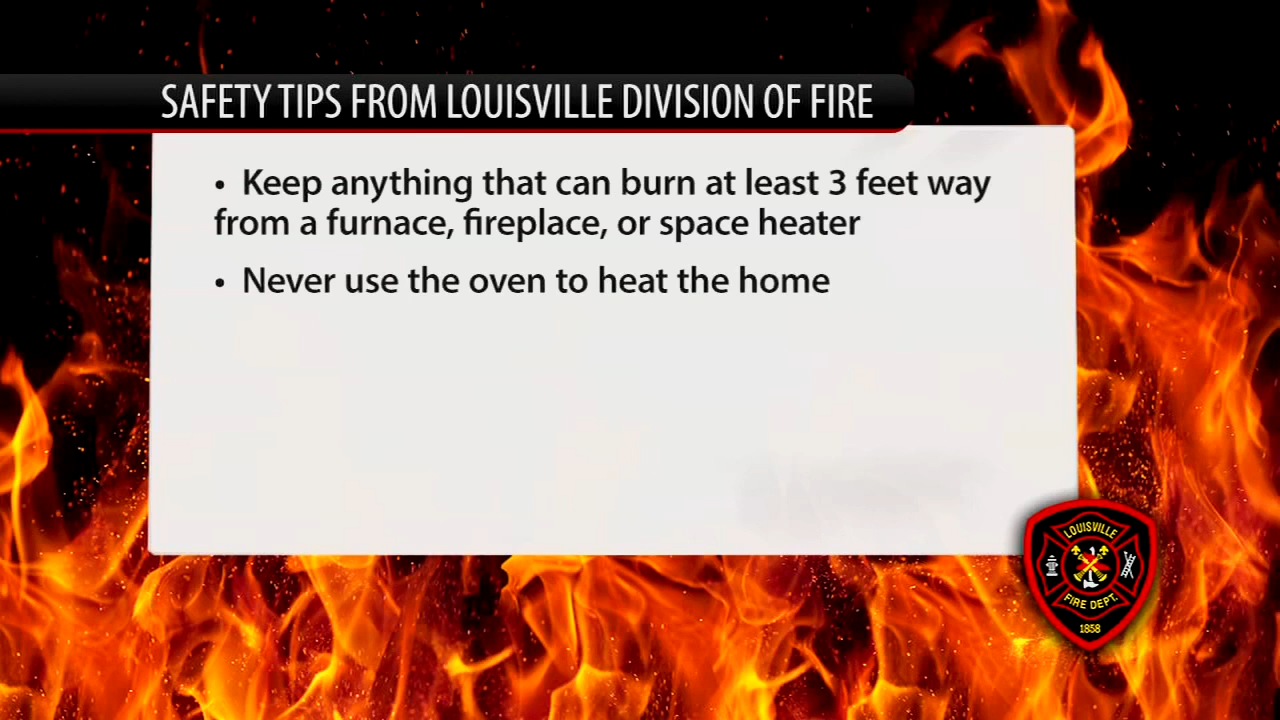 SAFETY TIPS FROM LOUISVILLE DIVISION OF FIRE
• Keep anything that can burn at least 3 feet way
from a furnace, fireplace, or space heater
• Never use the oven to heat the home
LOUISVILLE
FIRE DEPT.
1858